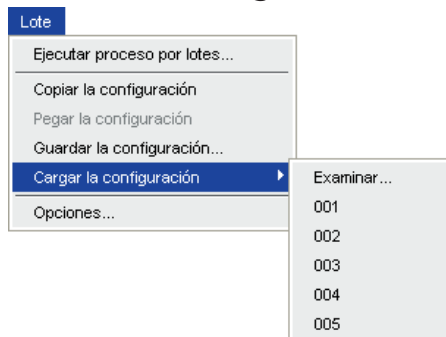 Lote
Ejecutar proceso por lotes...
Copiar la configuración
Pegar la configuración
Guardar la configuración...
Cargar la configuración
Opciones...
Examinar...
001
002
003
004
005